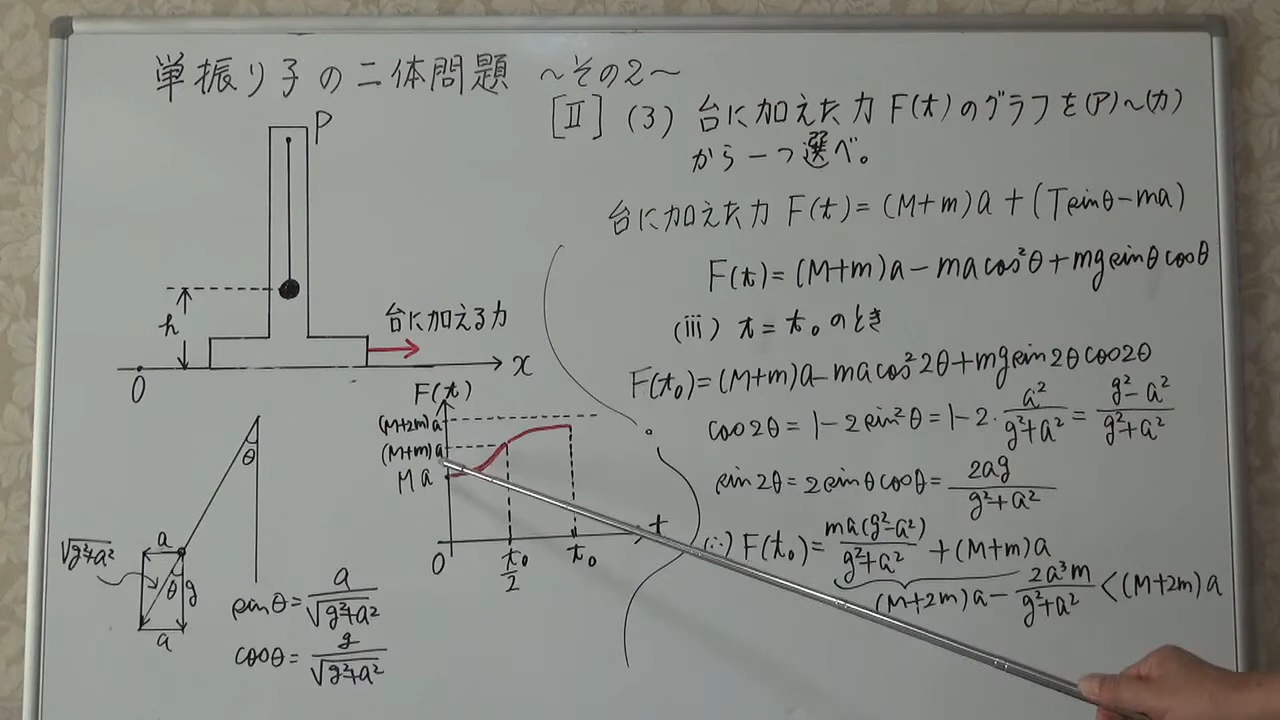 単振り子の二体問題 ~その2~
[Ⅱ] (3) 台に加えた力 F(t) のグラフを(ア)~(カ)
から一つ選べ。
P
h
台に加える力
0
x
台に加えた力 F(t) = (M+m)a + (Tsinθ-ma)
F(t) = (M+m)a - macos²θ + mgsinθcosθ
(iii) t = t₀ のとき
F(t₀) = (M+m)a - macos²2θ + mgsin2θcos2θ
cos2θ = 1 - 2sin²θ = 1 - 2・a²/(g²+a²) = (g²-a²)/(g²+a²)
sin2θ = 2sinθcosθ = 2ag/(g²+a²)
(∴) F(t₀) = ma(g²-a²)/(g²+a²) + (M+m)a
(M+2m)a - 2a³m/(g²+a²) < (M+2m)a
F(t)
(M+2m)a
(M+m)a
Ma
0
t₀/2
t₀
t
θ
√g²+a²
a
θ
g
a
sinθ = a/√g²+a²
cosθ = g/√g²+a²